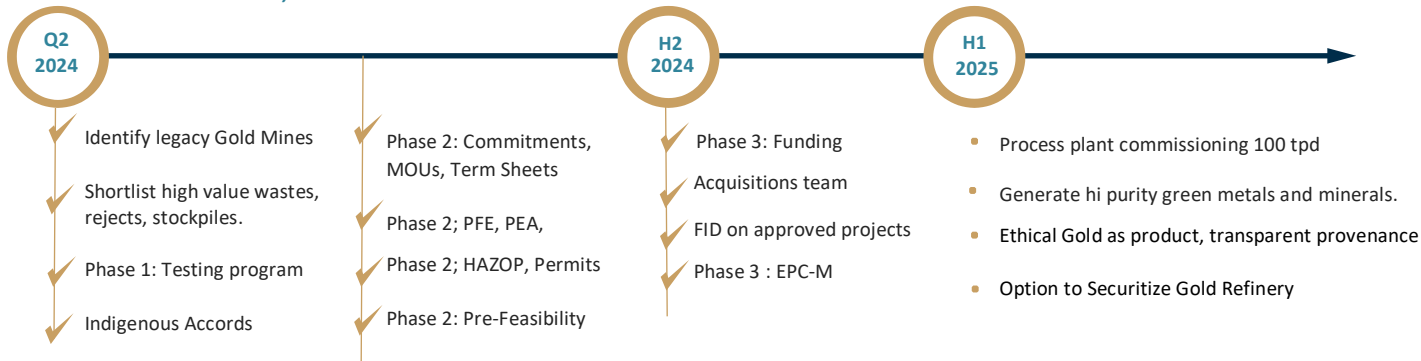 Q2
2024
H2
2024
H1
2025
Identify legacy Gold Mines
Shortlist high value wastes,
rejects, stockpiles.
Phase 1: Testing program
Indigenous Accords
Phase 2: Commitments,
MOUs, Term Sheets
Phase 2; PFE, PEA,
Phase 2; HAZOP, Permits
Phase 2: Pre-Feasibility
Phase 3: Funding
Acquisitions team
FID on approved projects
Phase 3 : EPC-M
Process plant commissioning 100 tpd
Generate hi purity green metals and minerals.
Ethical Gold as product, transparent provenance
Option to Securitize Gold Refinery